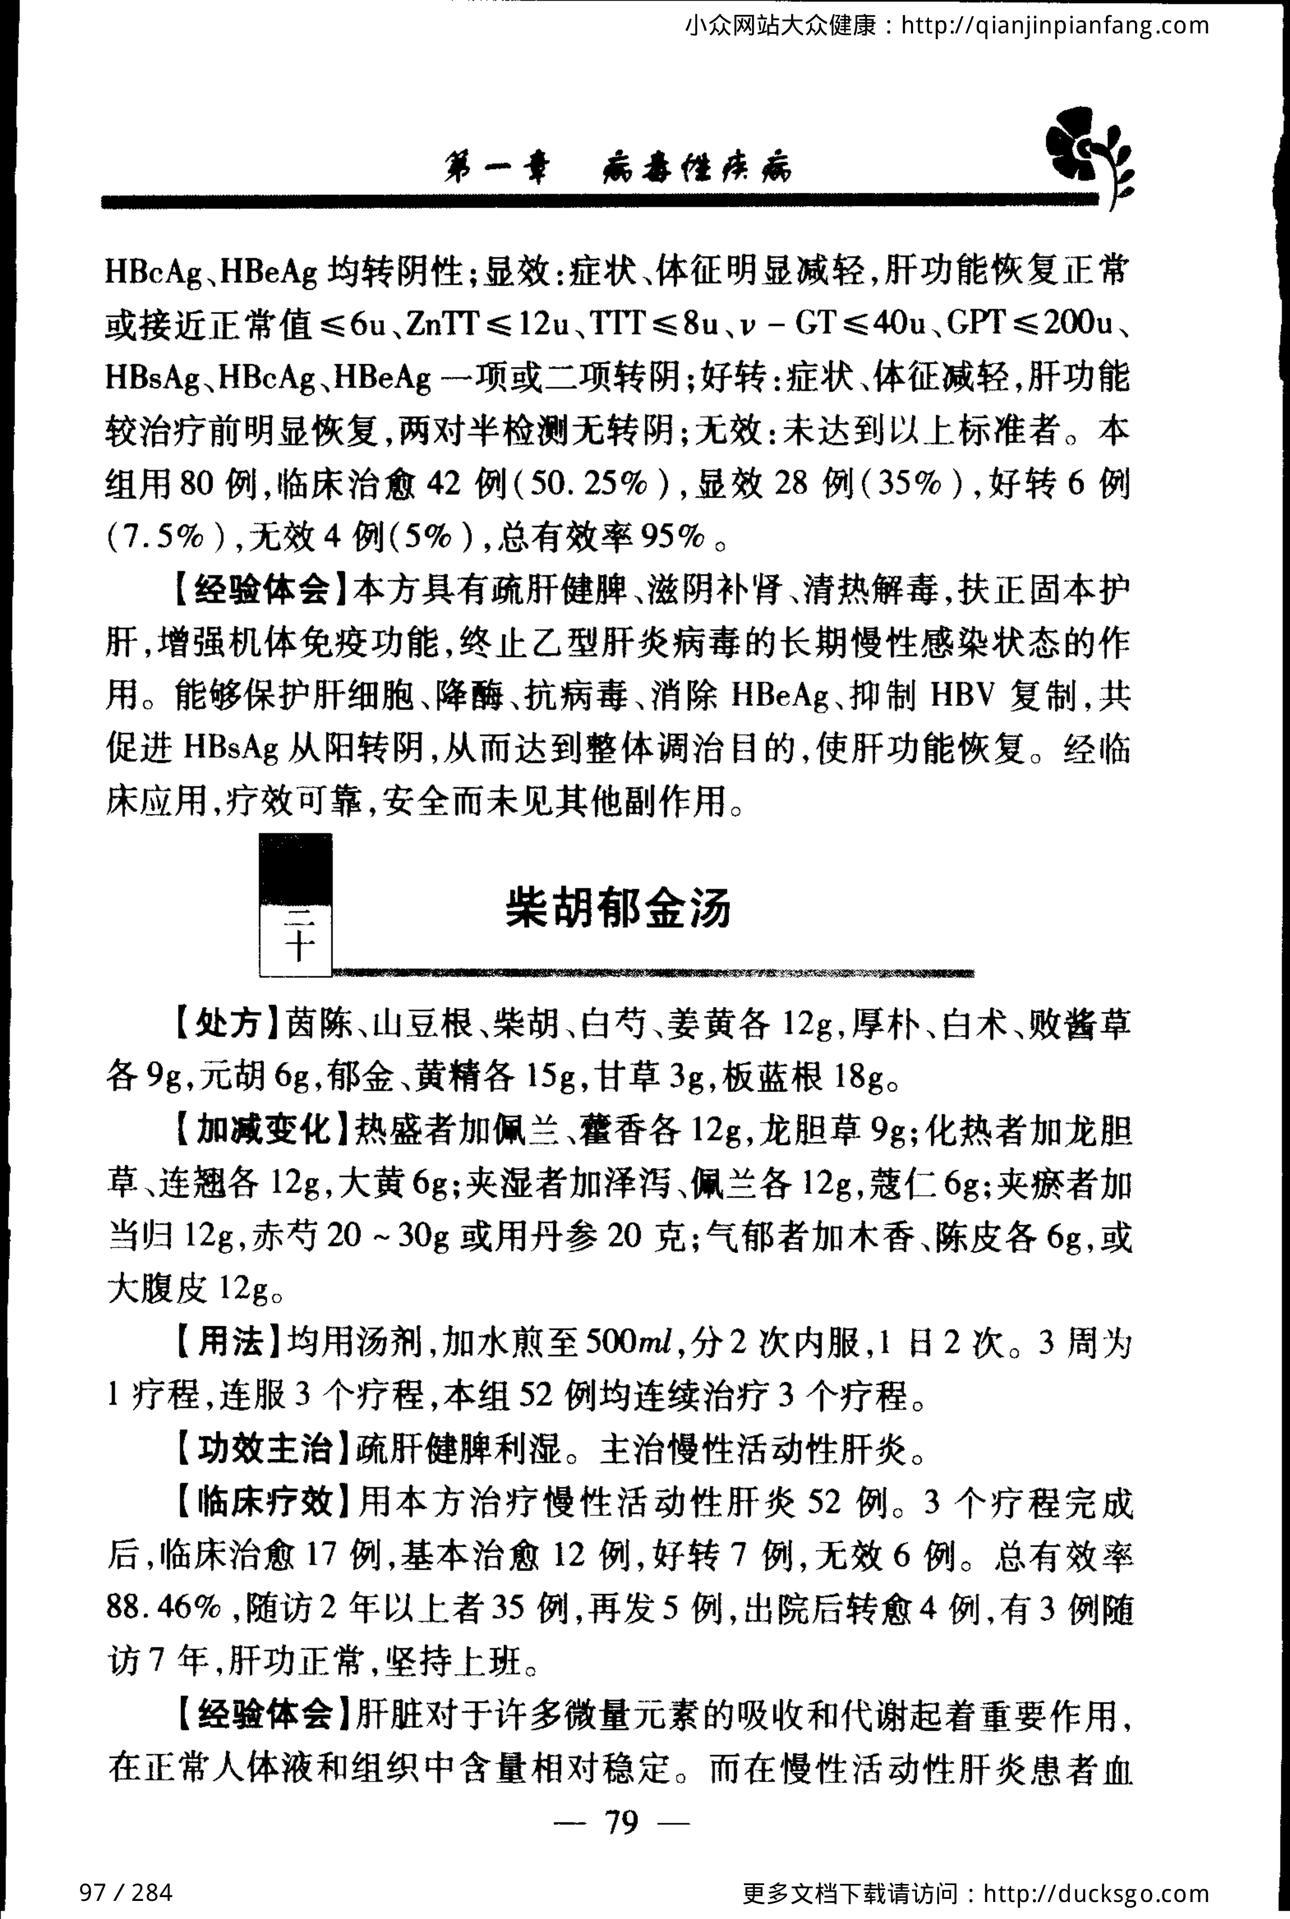 小众网站大众健康：http://qianjinpianfang.com
第一章 病毒性疾病
HBcAg、HBeAg 均转阴性；显效：症状、体征明显减轻，肝功能恢复正常
或接近正常值≤6u、ZnTT≤12u、TTT≤8u、ν－GT≤40u、GPT≤200u、
HBsAg、HBcAg、HBeAg 一项或二项转阴；好转：症状、体征减轻，肝功能
较治疗前明显恢复，两对半检测无转阴；无效：未达到以上标准者。本
组用 80 例，临床治愈 42 例（50.25%），显效 28 例（35%），好转 6 例
（7.5%），无效 4 例（5%），总有效率 95%。
【经验体会】本方具有疏肝健脾、滋阴补肾、清热解毒，扶正固本护
肝，增强机体免疫功能，终止乙型肝炎病毒的长期慢性感染状态的作
用。能够保护肝细胞、降酶、抗病毒、消除 HBeAg、抑制 HBV 复制，共
促进 HBsAg 从阳转阴，从而达到整体调治目的，使肝功能恢复。经临
床应用，疗效可靠，安全而未见其他副作用。
二十
柴胡郁金汤
【处方】茵陈、山豆根、柴胡、白芍、姜黄各 12g，厚朴、白术、败酱草
各 9g，元胡 6g，郁金、黄精各 15g，甘草 3g，板蓝根 18g。
【加减变化】热盛者加佩兰、藿香各 12g，龙胆草 9g；化热者加龙胆
草、连翘各 12g，大黄 6g；夹湿者加泽泻、佩兰各 12g，蔻仁 6g；夹瘀者加
当归 12g，赤芍 20～30g 或用丹参 20 克；气郁者加木香、陈皮各 6g，或
大腹皮 12g。
【用法】均用汤剂，加水煎至 500ml，分 2 次内服，1 日 2 次。3 周为
1 疗程，连服 3 个疗程，本组 52 例均连续治疗 3 个疗程。
【功效主治】疏肝健脾利湿。主治慢性活动性肝炎。
【临床疗效】用本方治疗慢性活动性肝炎 52 例。3 个疗程完成
后，临床治愈 17 例，基本治愈 12 例，好转 7 例，无效 6 例。总有效率
88.46%，随访 2 年以上者 35 例，再发 5 例，出院后转愈 4 例，有 3 例随
访 7 年，肝功正常，坚持上班。
【经验体会】肝脏对于许多微量元素的吸收和代谢起着重要作用，
在正常人体液和组织中含量相对稳定。而在慢性活动性肝炎患者血
— 79 —
97 / 284
更多文档下载请访问：http://ducksgo.com